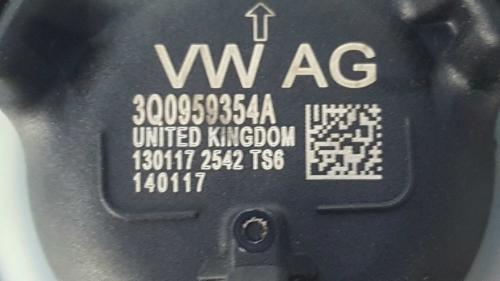 VW AG
3Q0959354A
UNITED KINGDOM
130117 2542 TS6
140117